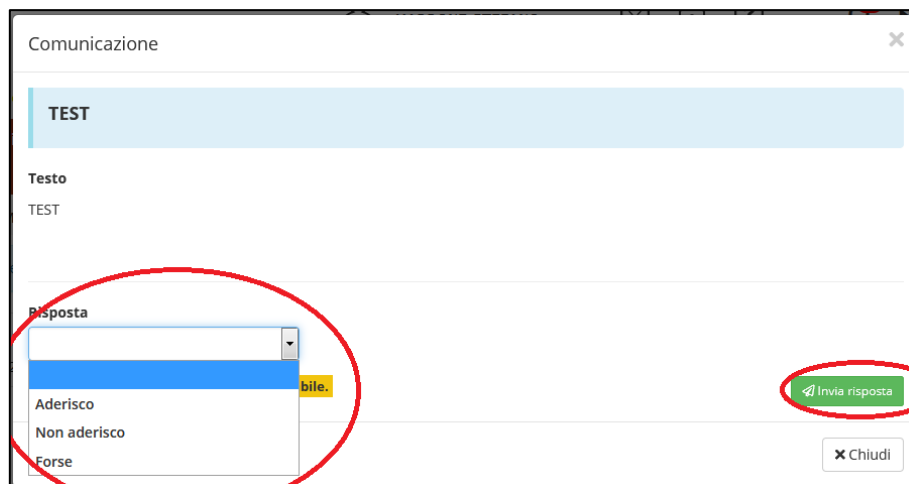 Comunicazione
TEST
Testo
TEST
Risposta
bile.
Aderisco
Non aderisco
Forse
Invia risposta
Chiudi